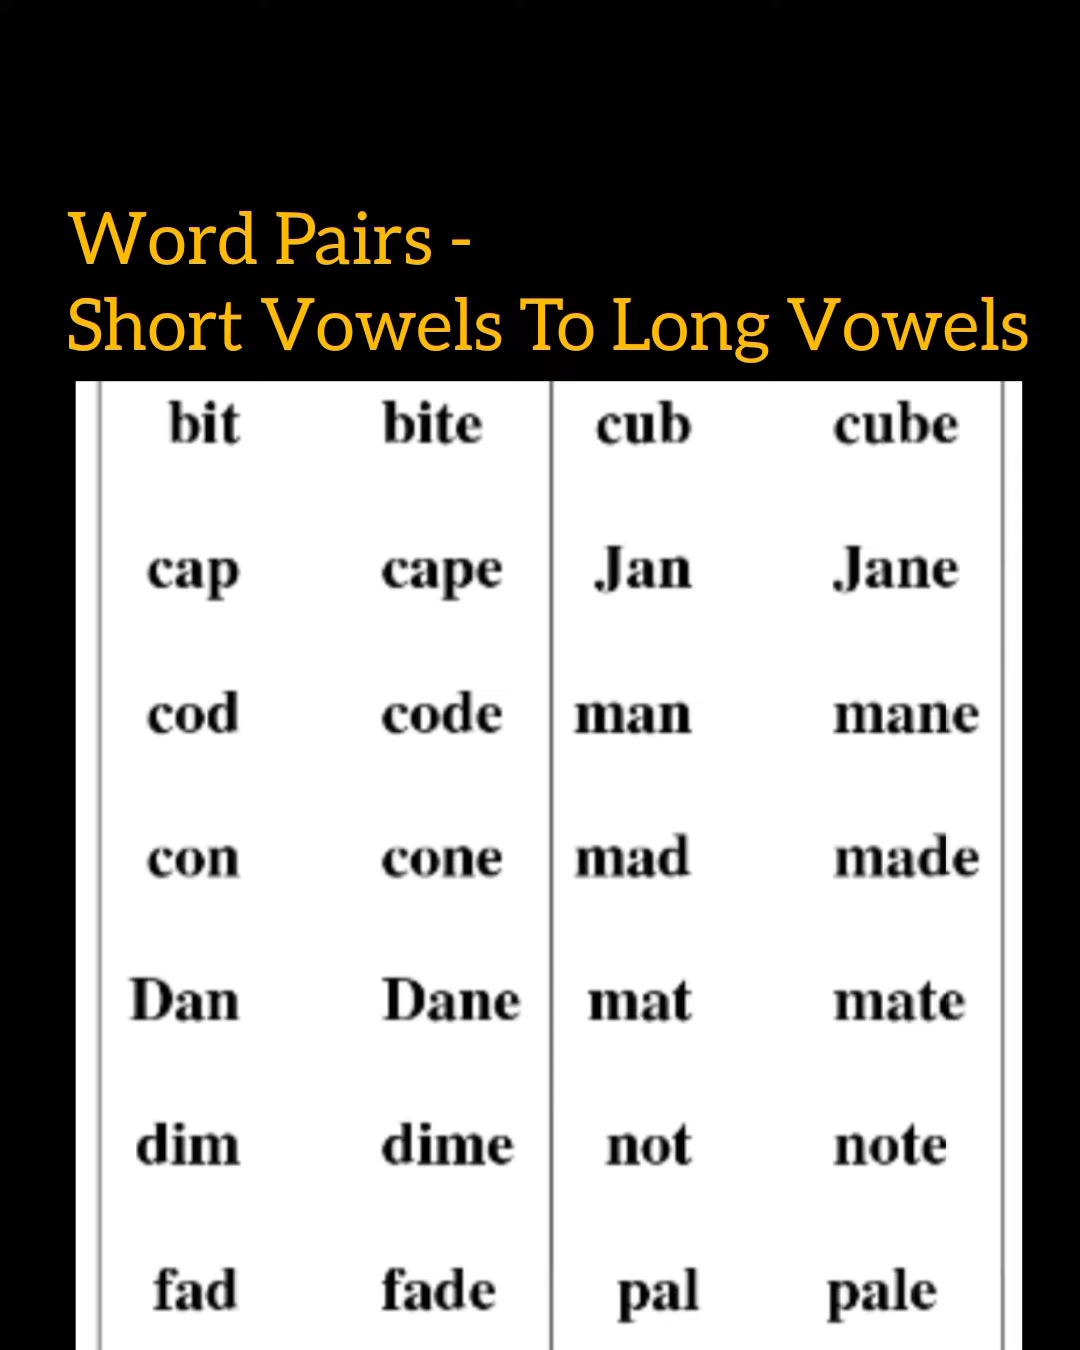 Word Pairs -
Short Vowels To Long Vowels
bit bite cub cube
cap cape Jan Jane
cod code man mane
con cone mad made
Dan Dane mat mate
dim dime not note
fad fade pal pale